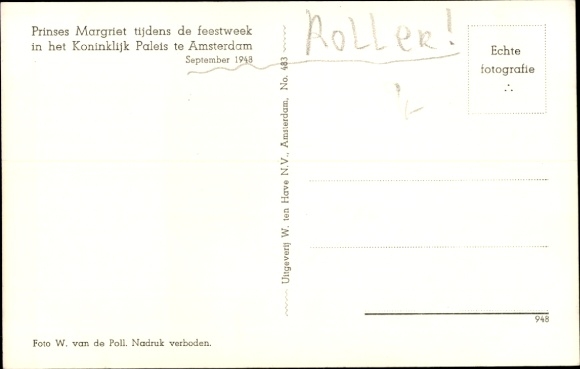 Prinses Margriet tijdens de feestweek
in het Koninklijk Paleis te Amsterdam
September 1948
Uitgeverij W. ten Have N.V., Amsterdam, No. 483
Roller!
Echte
fotografie
948
Foto W. van de Poll. Nadruk verboden.